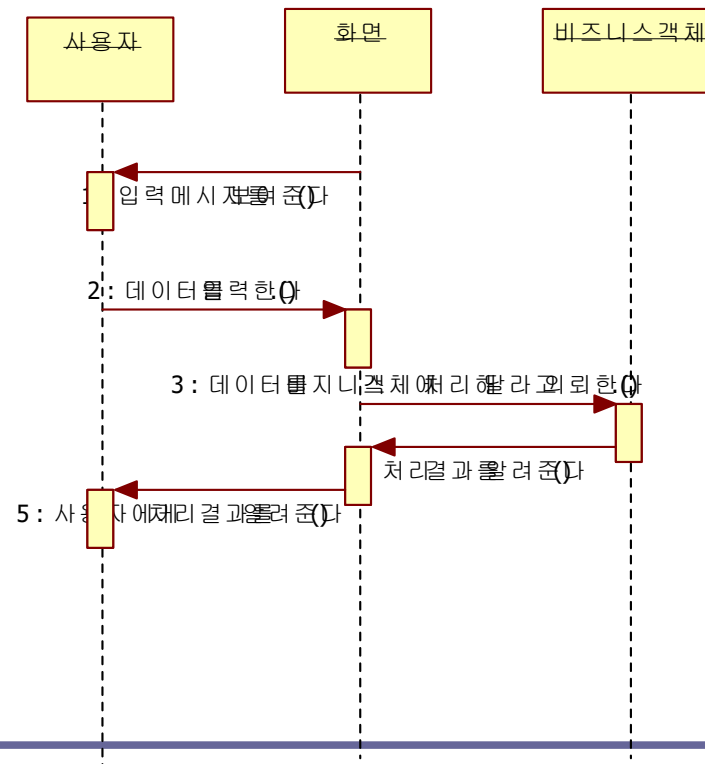 사용자
화면
비즈니스객체
입력메시지를 보여준다()
2: 데이터를 입력한다.()
3: 데이터를 비지니스객체에 처리해 달라고 의뢰한다.()
처리결과를 알려준다()
5: 사용자에게 처리결과를 알려준다()